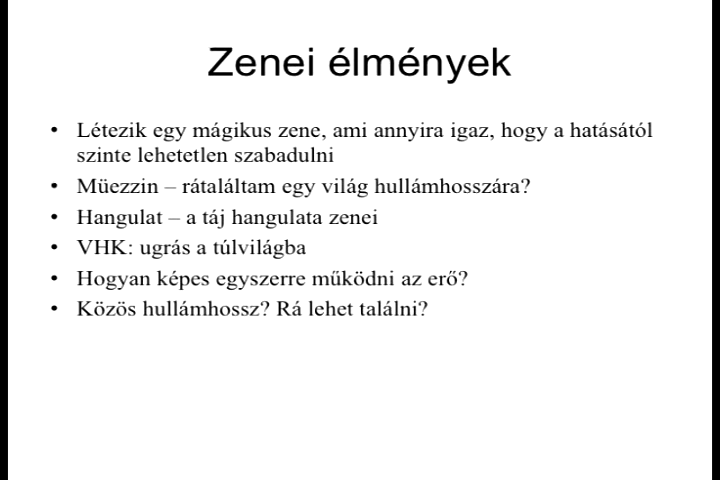 Zenei élmények
• Létezik egy mágikus zene, ami annyira igaz, hogy a hatásától
szinte lehetetlen szabadulni
• Müezzin – rátaláltam egy világ hullámhosszára?
• Hangulat – a táj hangulata zenei
• VHK: ugrás a túlvilágba
• Hogyan képes egyszerre működni az erő?
• Közös hullámhossz? Rá lehet találni?